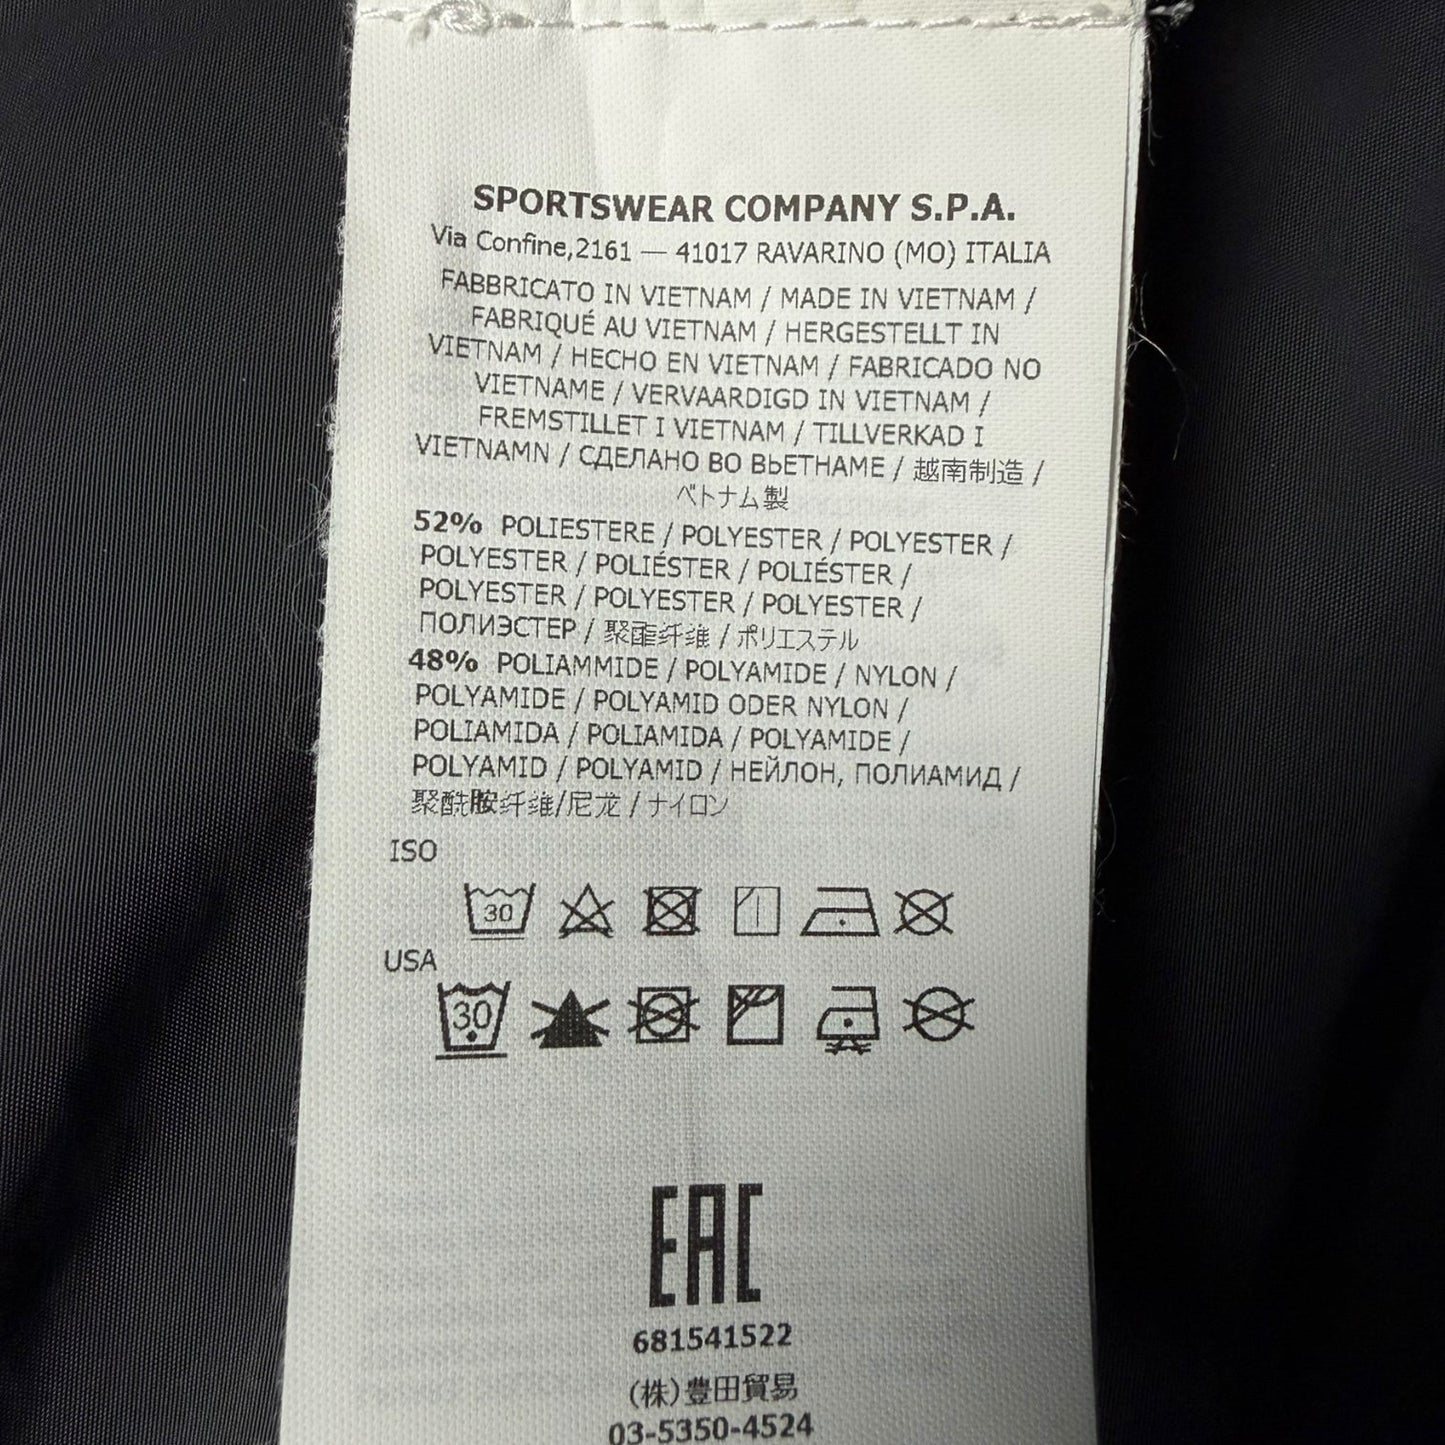 SPORTSWEAR COMPANY S.P.A.
Via Confine,2161 — 41017 RAVARINO (MO) ITALIA
FABBRICATO IN VIETNAM / MADE IN VIETNAM /
FABRIQUÉ AU VIETNAM / HERGESTELLT IN
VIETNAM / HECHO EN VIETNAM / FABRICADO NO
VIETNAME / VERVAARDIGD IN VIETNAM /
FREMSTILLET I VIETNAM / TILLVERKAD I
VIETNAMN / СДЕЛАНО ВО ВЬЕТНАМЕ / 越南制造 /
ベトナム製
52% POLIESTERE / POLYESTER / POLYESTER /
POLYESTER / POLIÉSTER / POLIÉSTER /
POLYESTER / POLYESTER / POLYESTER /
ПОЛИЭСТЕР / 聚酯纤维 / ポリエステル
48% POLIAMMIDE / POLYAMIDE / NYLON /
POLYAMIDE / POLYAMID ODER NYLON /
POLIAMIDA / POLIAMIDA / POLYAMIDE /
POLYAMID / POLYAMID / НЕЙЛОН, ПОЛИАМИД /
聚酰胺纤维/尼龙 / ナイロン
ISO
30
USA
30
EAC
681541522
(株)豊田貿易
03-5350-4524